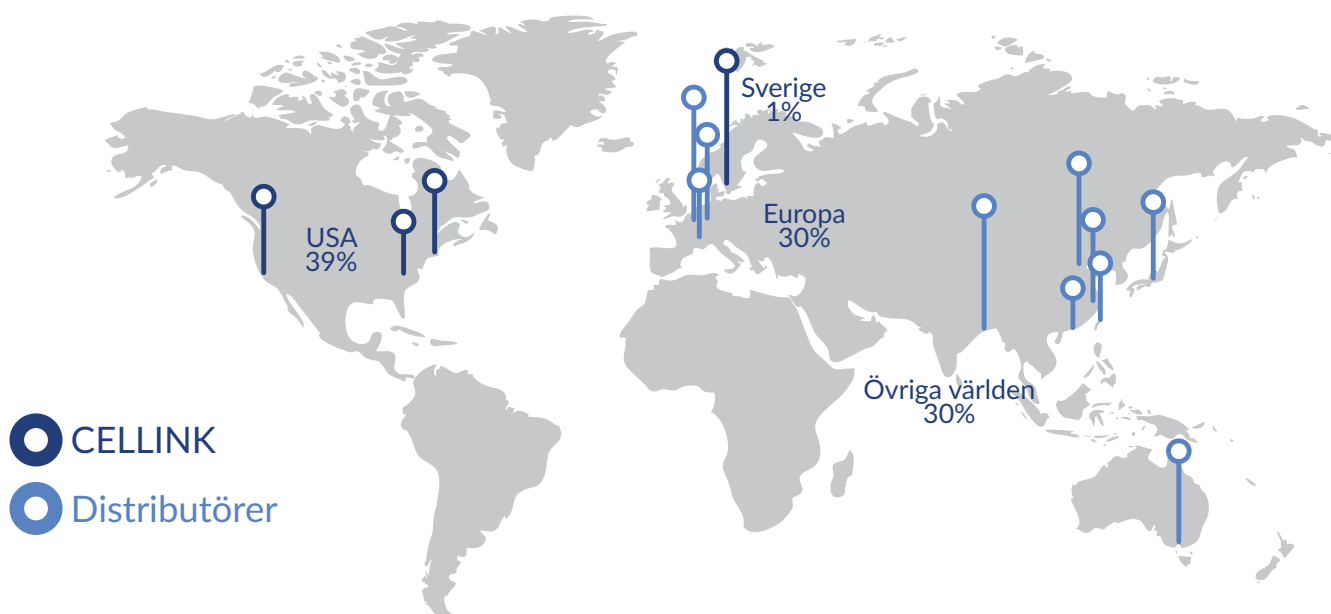 Sverige
1%
USA
39%
Europa
30%
Övriga världen
30%
CELLINK
Distributörer